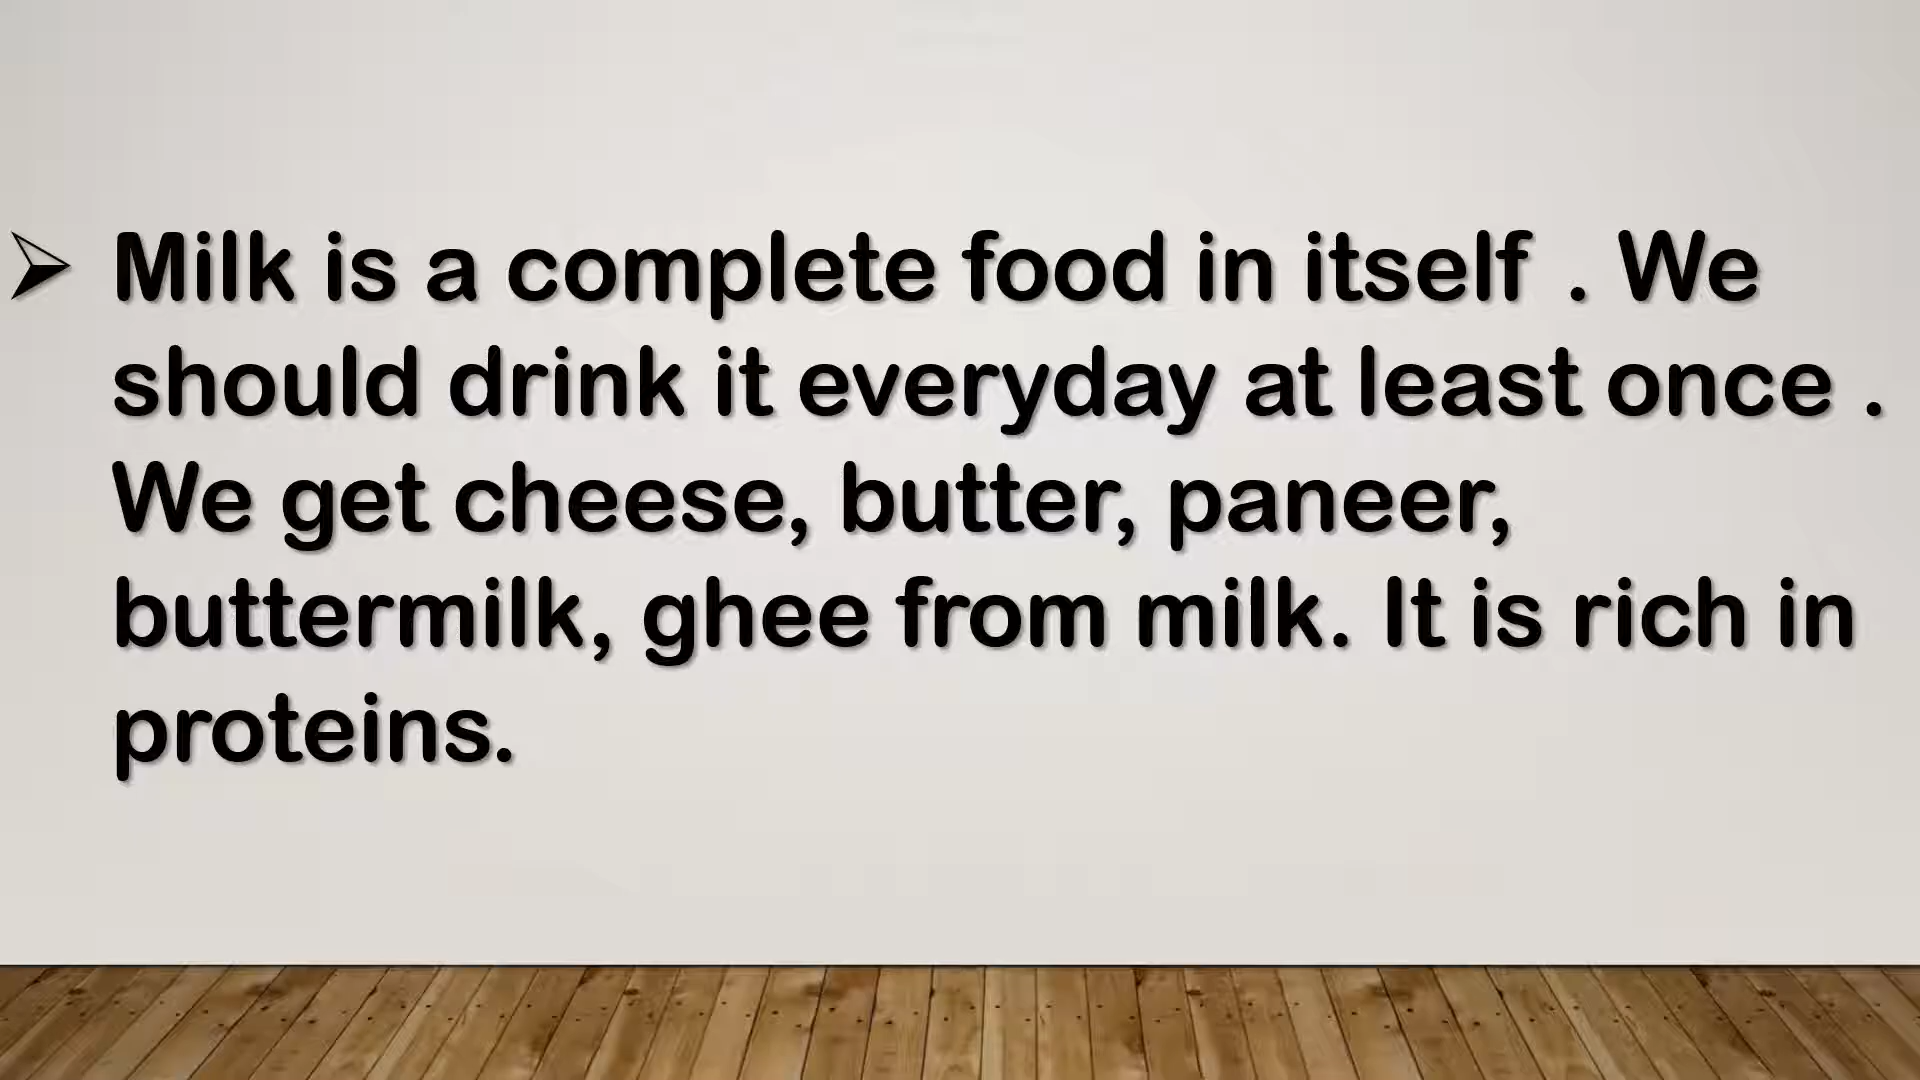 ➢ Milk is a complete food in itself . We
should drink it everyday at least once .
We get cheese, butter, paneer,
buttermilk, ghee from milk. It is rich in
proteins.